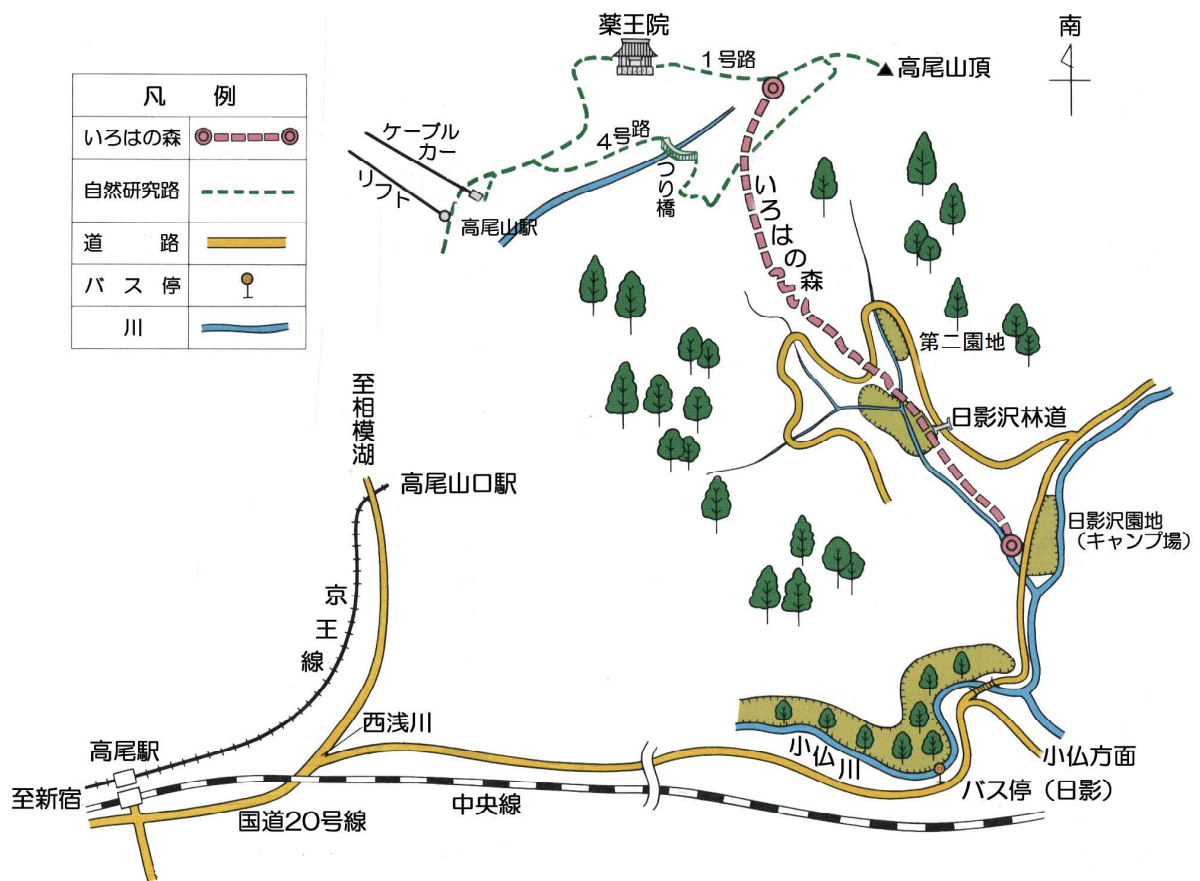 凡 例
いろはの森
自然研究路
道 路
バス停
川
薬王院
1号路
高尾山頂
南
ケーブル
カー
リフト
4号路
つり橋
高尾山駅
いろはの森
第二園地
日影沢林道
日影沢園地
(キャンプ場)
至相模湖
高尾山口駅
京王線
西浅川
高尾駅
至新宿
国道20号線
中央線
小仏川
小仏方面
バス停(日影)